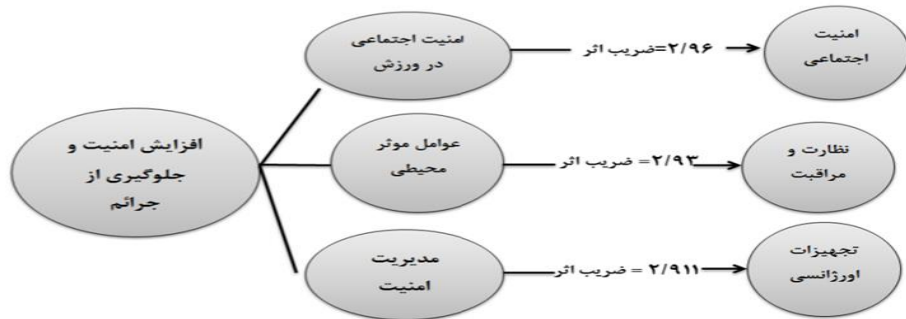 افزایش امنیت و
جلوگیری از
جرائم
امنیت اجتماعی
در ورزش
ضریب اثر=۲/۹۶
امنیت
اجتماعی
عوامل موثر
محیطی
ضریب اثر =۲/۹۳
نظارت و
مراقبت
مدیریت
امنیت
ضریب اثر = ۲/۹۱۱
تجهیزات
اورژانسی